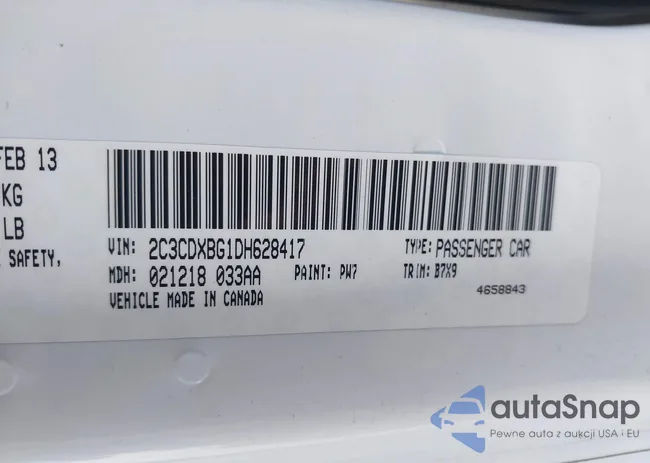 FEB 13
KG
LB
SAFETY,
VIN: 2C3CDXBG1DH628417
TYPE: PASSENGER CAR
MDH: 021218 033AA
PAINT: PW7
TRIM: B7X9
VEHICLE MADE IN CANADA
4658843
autaSnap
Pewne auta z aukcji USA i EU